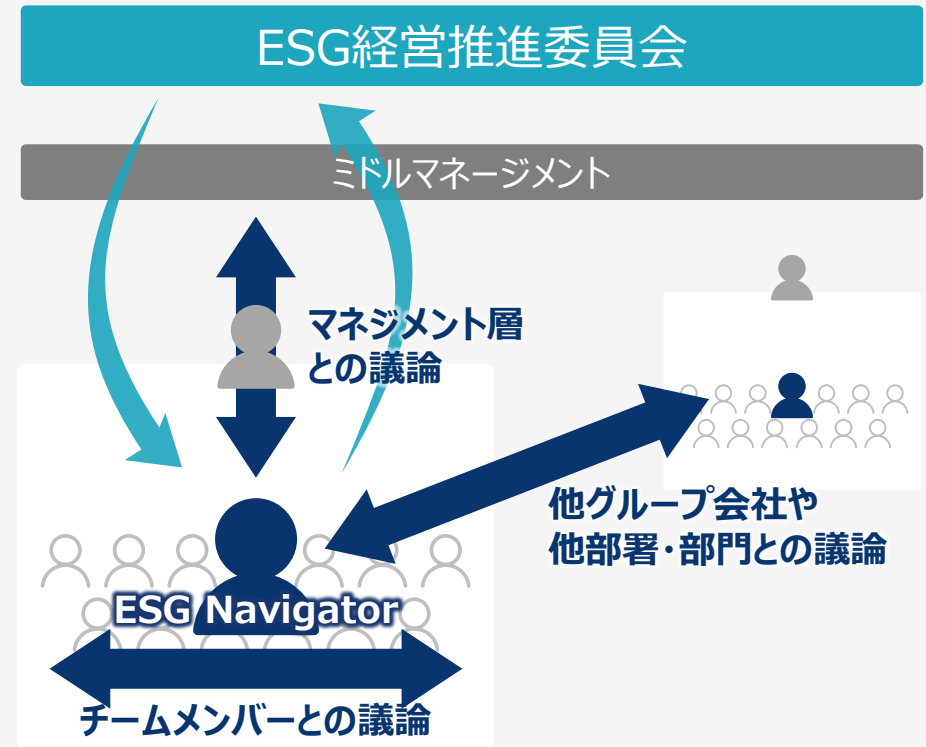 ESG経営推進委員会
ミドルマネージメント
マネジメント層
との議論
他グループ会社や
他部署・部門との議論
ESG Navigator
チームメンバーとの議論